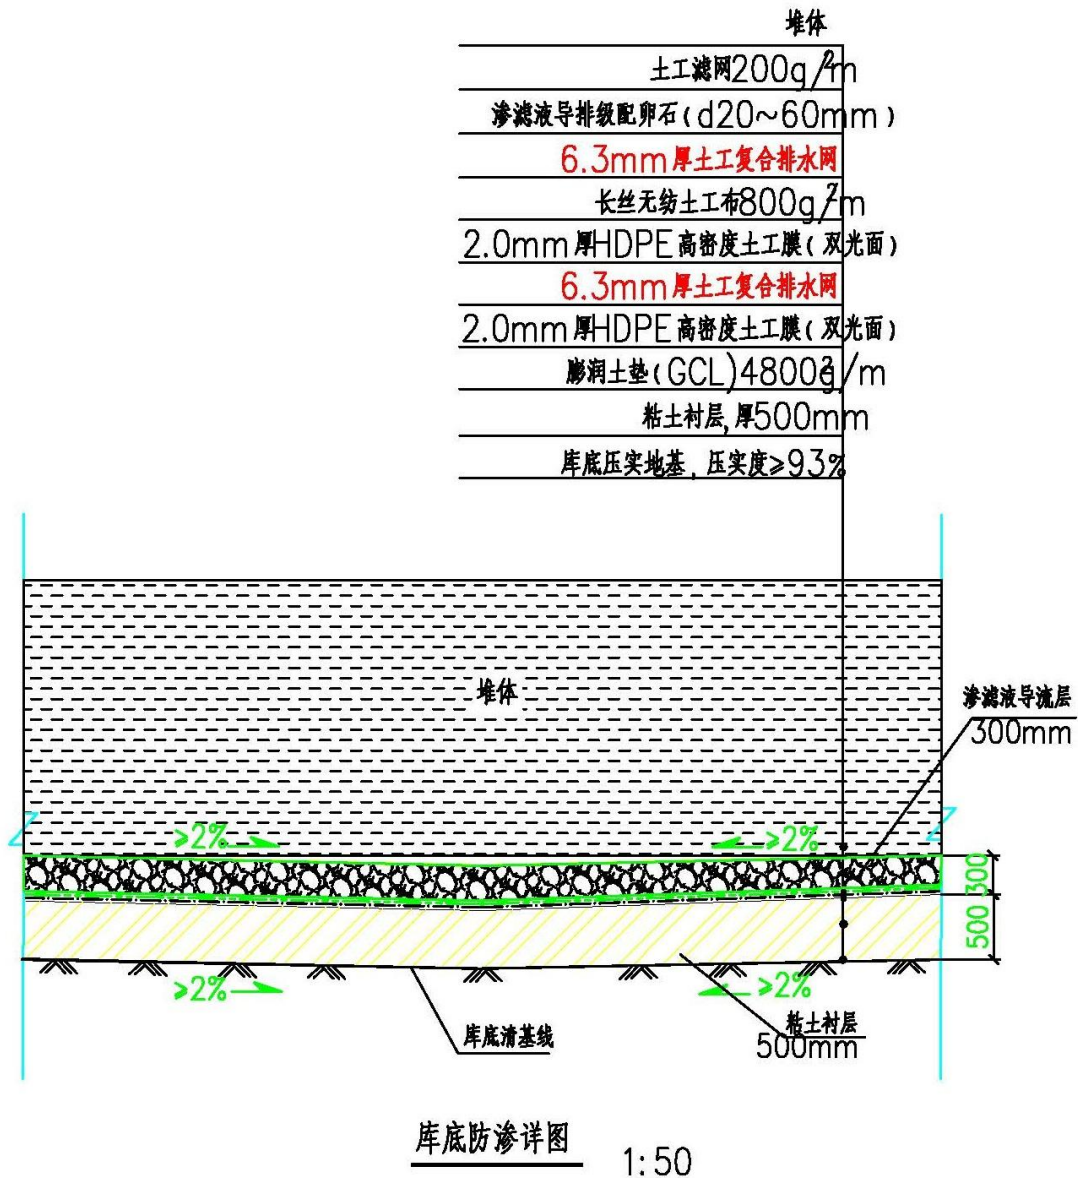 堆体
土工滤网200g/m²
渗滤液导排级配卵石(d20~60mm)
6.3mm厚土工复合排水网
长丝无纺土工布800g/m²
2.0mm厚HDPE高密度土工膜(双光面)
6.3mm厚土工复合排水网
2.0mm厚HDPE高密度土工膜(双光面)
膨润土垫(GCL)4800g/m²
粘土衬层,厚500mm
库底压实地基,压实度≥93%
堆体
渗滤液导流层
300mm
≥2%
≥2%
300
500
≥2%
≥2%
库底清基线
粘土衬层
500mm
库底防渗详图 1:50